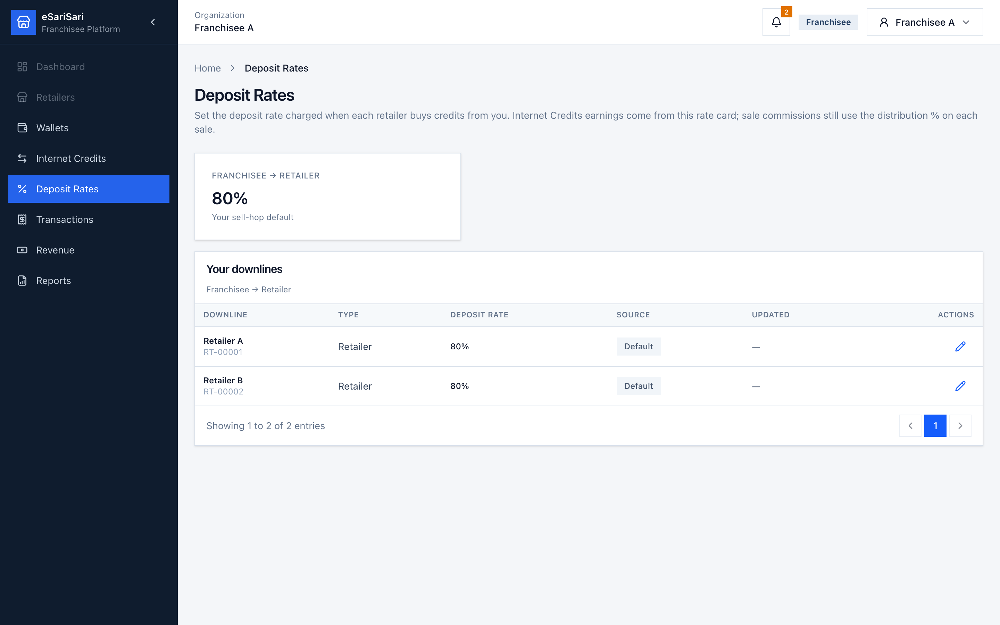 eSariSari
Franchisee Platform
Dashboard
Retailers
Wallets
Internet Credits
Deposit Rates
Transactions
Revenue
Reports
Organization
Franchisee A
2
Franchisee
Franchisee A
Home > Deposit Rates
Deposit Rates
Set the deposit rate charged when each retailer buys credits from you. Internet Credits earnings come from this rate card; sale commissions still use the distribution % on each
sale.
FRANCHISEE → RETAILER
80%
Your sell-hop default
Your downlines
Franchisee → Retailer
DOWNLINE TYPE DEPOSIT RATE SOURCE UPDATED ACTIONS
Retailer A
RT-00001
Retailer 80% Default —
Retailer B
RT-00002
Retailer 80% Default —
Showing 1 to 2 of 2 entries
1